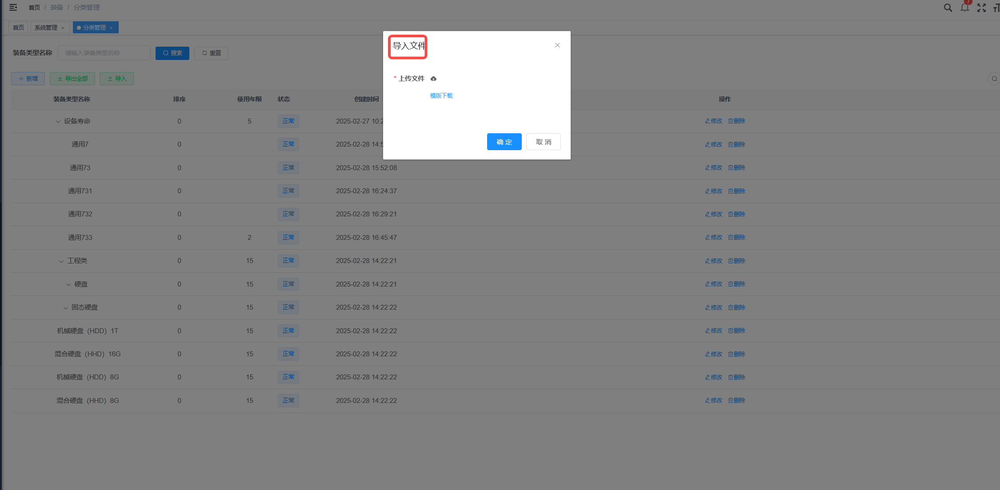 首页 / 装备 / 分类管理
7
首页 系统管理 × 分类管理 ×
导入文件
装备类型名称 请输入装备类型名称 搜索 重置
* 上传文件
新增 导出全部 导入
模版下载
装备类型名称 排序 使用年限 状态 创建时间 操作
设备寿命 0 5 正常 2025-02-27 10:2 修改 删除
通用7 0 正常 2025-02-28 14:5 修改 删除
确 定 取 消
通用73 0 正常 2025-02-28 15:52:08 修改 删除
通用731 0 正常 2025-02-28 16:24:37 修改 删除
通用732 0 正常 2025-02-28 16:29:21 修改 删除
通用733 0 2 正常 2025-02-28 16:45:47 修改 删除
工程类 0 15 正常 2025-02-28 14:22:21 修改 删除
硬盘 0 15 正常 2025-02-28 14:22:21 修改 删除
固态硬盘 0 15 正常 2025-02-28 14:22:22 修改 删除
机械硬盘（HDD）1T 0 15 正常 2025-02-28 14:22:22 修改 删除
混合硬盘（HHD）16G 0 15 正常 2025-02-28 14:22:22 修改 删除
机械硬盘（HDD）8G 0 15 正常 2025-02-28 14:22:22 修改 删除
混合硬盘（HHD）8G 0 15 正常 2025-02-28 14:22:22 修改 删除